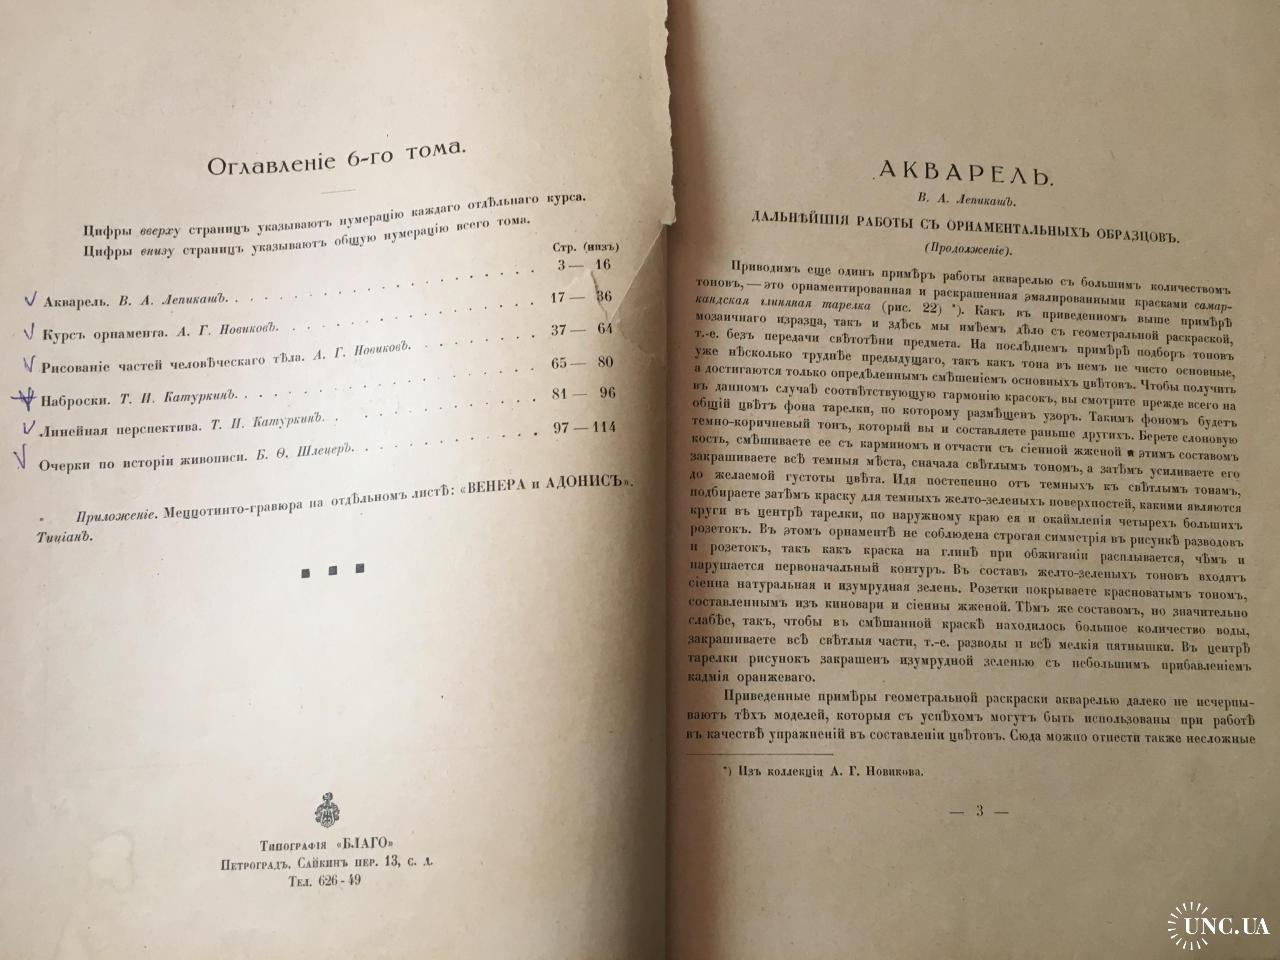 Оглавленіе 6-го тома.
Цифры вверху страницъ указываютъ нумерацію каждаго отдѣльнаго курса.
Цифры внизу страницъ указываютъ общую нумерацію всего тома.
Стр. (низъ)
Акварель. В. А. Лепикашъ. 3 — 16
Курсъ орнамента. А. Г. Новиковъ. 17 — 36
Рисованіе частей человѣческаго тѣла. А. Г. Новиковъ. 37 — 64
Наброски. Т. И. Катуркинъ. 65 — 80
Линейная перспектива. Т. И. Катуркинъ. 81 — 96
Очерки по исторіи живописи. Б. Ѳ. Шлецеръ. 97 — 114
Приложеніе. Меццотинто-гравюра на отдѣльномъ листѣ: «ВЕНЕРА и АДОНИСЪ».
Тиціанъ.
Типографія «БЛАГО»
Петроградъ, Сайкинъ пер. 13, с. д.
Тел. 626-49
АКВАРЕЛЬ.
В. А. Лепикашъ.
ДАЛЬНѢЙШІЯ РАБОТЫ СЪ ОРНАМЕНТАЛЬНЫХЪ ОБРАЗЦОВЪ.
(Продолженіе).
Приводимъ еще одинъ примѣръ работы акварелью съ большимъ количествомъ
тоновъ, — это орнаментированная и раскрашенная эмалированными красками самар-
кандская глиняная тарелка (рис. 22) *). Какъ въ приведенномъ выше примѣрѣ
мозаичнаго изразца, такъ и здѣсь мы имѣемъ дѣло съ геометральной раскраской,
т.-е. безъ передачи свѣтотѣни предмета. На послѣднемъ примѣрѣ подборъ тоновъ
уже нѣсколько труднѣе предыдущаго, такъ какъ тона въ немъ не чисто основные,
а достигаются только опредѣленнымъ смѣшеніемъ основныхъ цвѣтовъ. Чтобы получить
въ данномъ случаѣ соотвѣтствующую гармонію красокъ, вы смотрите прежде всего на
общій цвѣтъ фона тарелки, по которому размѣщенъ узоръ. Такимъ фономъ будетъ
темно-коричневый тонъ, который вы и составляете раньше другихъ. Берете слоновую
кость, смѣшиваете ее съ карминомъ и отчасти съ сіенной жженой и этимъ составомъ
закрашиваете всѣ темныя мѣста, сначала свѣтлымъ тономъ, а затѣмъ усиливаете его
до желаемой густоты цвѣта. Идя постепенно отъ темныхъ къ свѣтлымъ тонамъ,
подбираете затѣмъ краску для темныхъ желто-зеленыхъ поверхностей, какими являются
круги въ центрѣ тарелки, по наружному краю ея и окаймленія четырехъ большихъ
розетокъ. Въ этомъ орнаментѣ не соблюдена строгая симметрія въ рисункѣ разводовъ
и розетокъ, такъ какъ краска на глинѣ при обжиганіи расплывается, чѣмъ и
нарушается первоначальный контуръ. Въ составъ желто-зеленыхъ тоновъ входятъ
сіенна натуральная и изумрудная зелень. Розетки покрываете красноватымъ тономъ,
составленнымъ изъ киновари и сіенны жженой. Тѣмъ же составомъ, но значительно
слабѣе, такъ, чтобы въ смѣшанной краскѣ находилось большое количество воды,
закрашиваете всѣ свѣтлыя части, т.-е. разводы и всѣ мелкія пятнышки. Въ центрѣ
тарелки рисунокъ закрашенъ изумрудной зеленью съ небольшимъ прибавленіемъ
кадмія оранжеваго.
Приведенные примѣры геометральной раскраски акварелью далеко не исчерпы-
ваютъ тѣхъ моделей, которыя съ успѣхомъ могутъ быть использованы при работѣ
въ качествѣ упражненій въ составленіи цвѣтовъ. Сюда можно отнести также несложные
*) Изъ коллекціи А. Г. Новикова.
— 3 —
UNC.UA